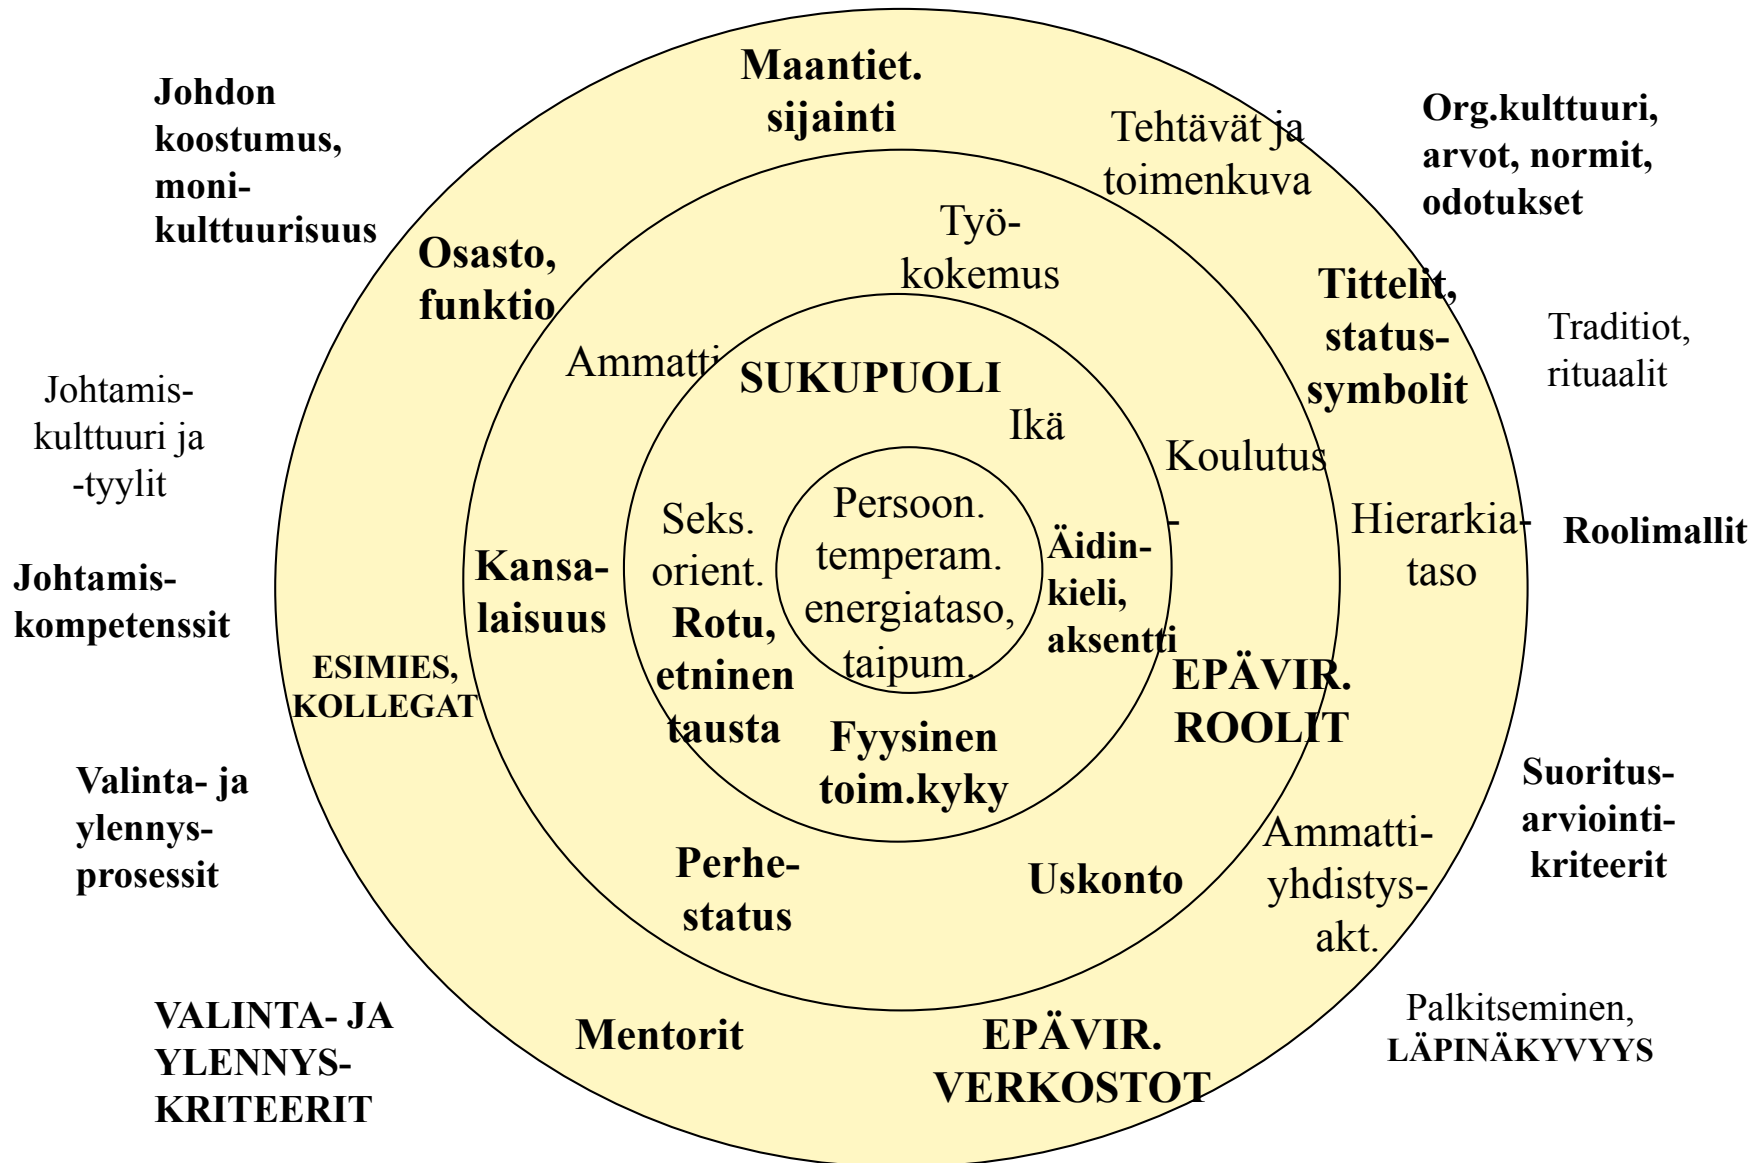 Maantiet.
sijainti
Johdon
koostumus,
moni-
kulttuurisuus
Org.kulttuuri,
arvot, normit,
odotukset
Tehtävät ja
toimenkuva
Työ-
kokemus
Osasto,
funktio
Tittelit,
status-
symbolit
Traditiot,
rituaalit
Ammatti
SUKUPUOLI
Ikä
Johtamis-
kulttuuri ja
-tyylit
Koulutus
-
Seks.
orient.
Persoon.
temperam.
energiataso,
taipum.
Äidin-
kieli,
aksentti
Hierarkia-
taso
Roolimallit
Johtamis-
kompetenssit
Kansa-
laisuus
Rotu,
etninen
tausta
ESIMIES,
KOLLEGAT
EPÄVIR.
ROOLIT
Fyysinen
toim.kyky
Valinta- ja
ylennys-
prosessit
Suoritus-
arviointi-
kriteerit
Perhe-
status
Uskonto
Ammatti-
yhdistys-
akt.
VALINTA- JA
YLENNYS-
KRITEERIT
Mentorit
EPÄVIR.
VERKOSTOT
Palkitseminen,
LÄPINÄKYVYYS